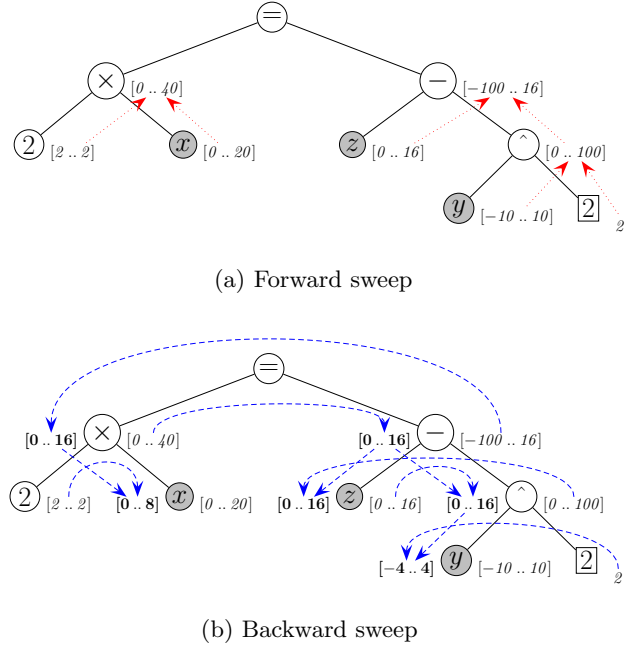 =
× [0 .. 40] − [−100 .. 16]
2 [2 .. 2] x [0 .. 20] z [0 .. 16] ^ [0 .. 100]
y [−10 .. 10] 2 2
(a) Forward sweep
=
[0 .. 16] × [0 .. 40] [0 .. 16] − [−100 .. 16]
2 [2 .. 2] [0 .. 8] x [0 .. 20] [0 .. 16] z [0 .. 16] [0 .. 16] ^ [0 .. 100]
[−4 .. 4] y [−10 .. 10] 2 2
(b) Backward sweep